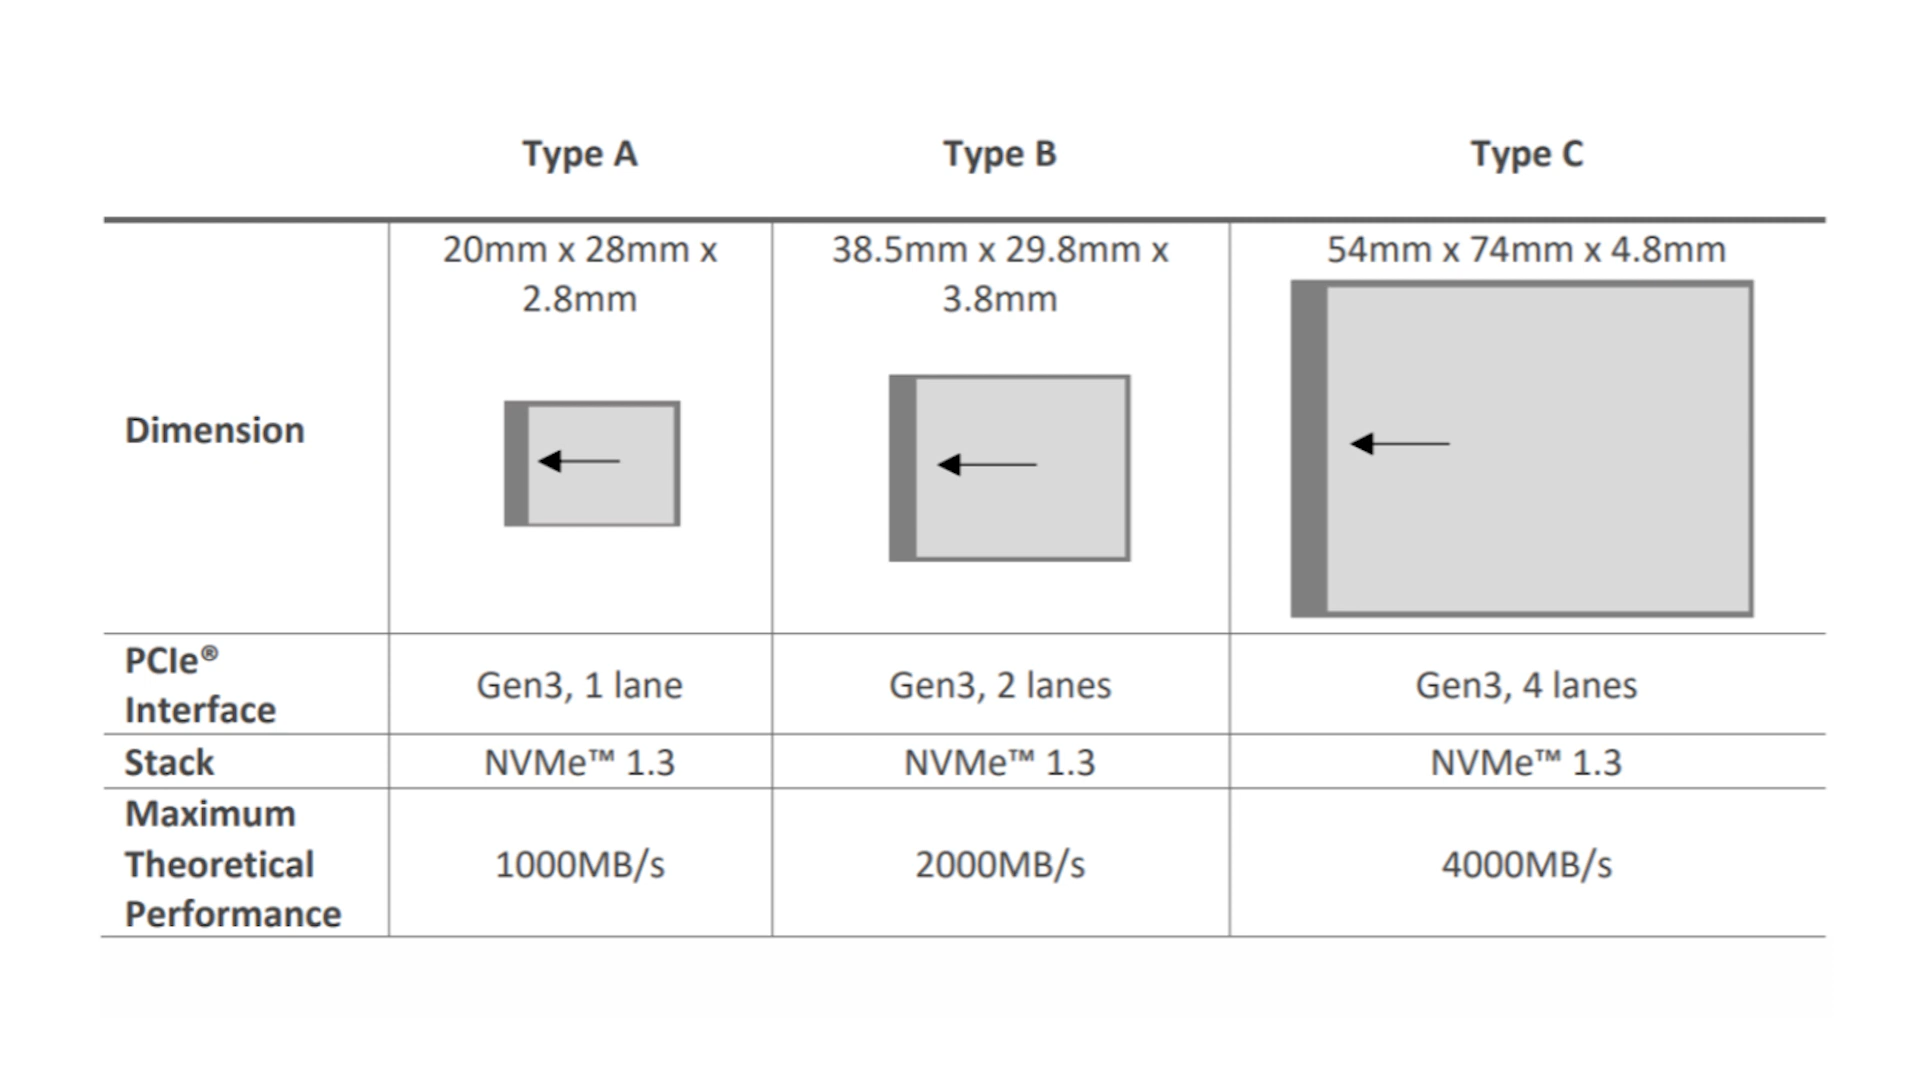 Type A Type B Type C
20mm x 28mm x 38.5mm x 29.8mm x 54mm x 74mm x 4.8mm
2.8mm 3.8mm
Dimension
PCIe®
Interface
Gen3, 1 lane Gen3, 2 lanes Gen3, 4 lanes
Stack NVMe™ 1.3 NVMe™ 1.3 NVMe™ 1.3
Maximum
Theoretical
Performance
1000MB/s 2000MB/s 4000MB/s